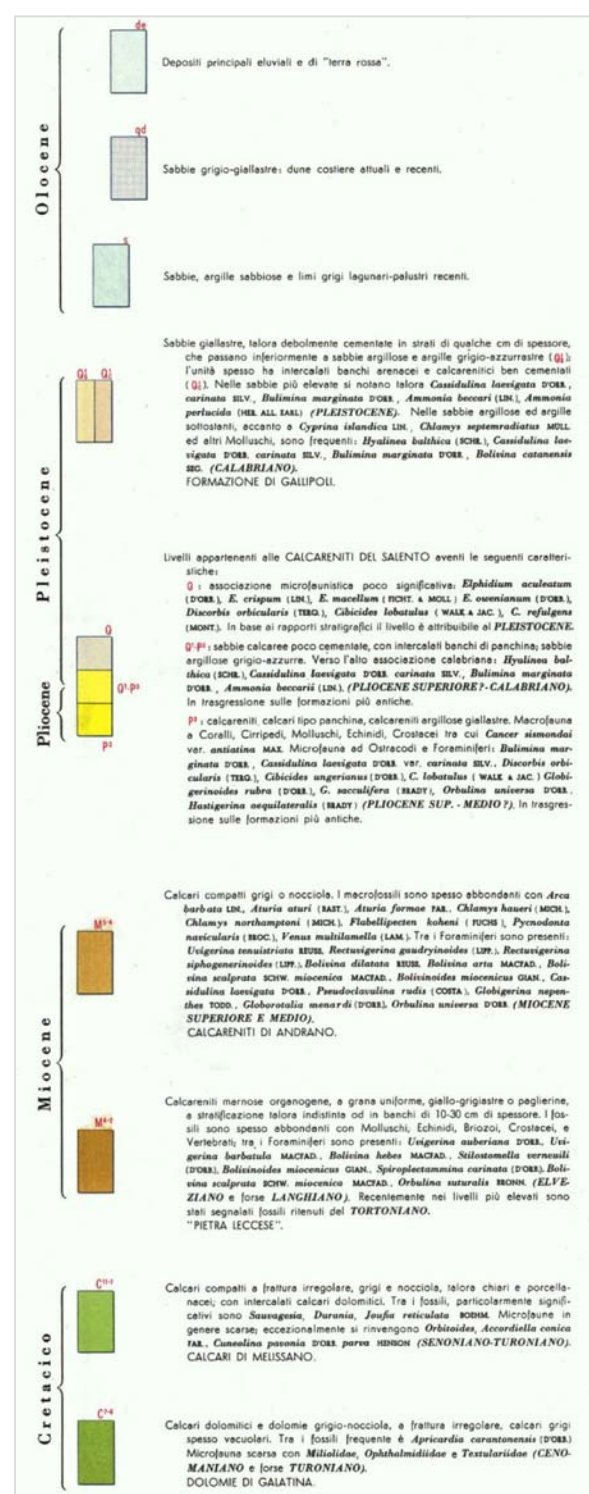 de
Depositi principali eluviali e di "terra rossa".
Olocene
qd
Sabbie grigio-giallastre: dune costiere attuali e recenti.
s
Sabbie, argille sabbiose e limi grigi lagunari-palustri recenti.
Sabbie giallastre, talora debolmente cementate in strati di qualche cm di spessore,
che passano inferiormente a sabbie argillose e argille grigio-azzurrastre
l'unità spesso ha intercalati banchi arenacei e calcarenitici ben cementati
Nelle sabbie più elevate si notano talora Cassidulina laevigata D'ORB.,
carinata SILV., Bulimina marginata D'ORB., Ammonia beccari (LIN.), Ammonia
perlucida (HER. ALL. EARL) (PLEISTOCENE). Nelle sabbie argillose ed argille
sottostanti, accanto a Cyprina islandica LIN., Chlamys septemradiatus MÜLL.
ed altri Molluschi, sono frequenti: Hyalinea balthica (SCHR.), Cassidulina lae-
vigata D'ORB. carinata SILV., Bulimina marginata D'ORB., Bolivina catanensis
SEG. (CALABRIANO).
FORMAZIONE DI GALLIPOLI.
Pleistocene
Livelli appartenenti alle CALCARENITI DEL SALENTO aventi le seguenti caratteri-
stiche:
Q : associazione microfaunistica poco significativa: Elphidium aculeatum
(D'ORB.), E. crispum (LIN.), E. macellum (FICHT. & MOLL) E. owenianum (D'ORB.),
Discorbis orbicularis (TERQ.), Cibicides lobatulus (WALK & JAC.), C. refulgens
(MONT.). In base ai rapporti stratigrafici il livello è attribuibile al PLEISTOCENE.
Q
Q¹-P³ : sabbie calcaree poco cementate, con intercalati banchi di panchina; sabbie
argillose grigio-azzurre. Verso l'alto associazione calabriana: Hyalinea bal-
thica (SCHR.), Cassidulina laevigata D'ORB. carinata SILV., Bulimina marginata
D'ORB., Ammonia beccarii (LIN.). (PLIOCENE SUPERIORE?-CALABRIANO).
In trasgressione sulle formazioni più antiche.
Q¹-P³
Pliocene
P³
P³ : calcareniti, calcari tipo panchina, calcareniti argillose giallastre. Macrofauna
a Coralli, Cirripedi, Molluschi, Echinidi, Crostacei tra cui Cancer sismondai
var. antiatina MAX. Microfauna ad Ostracodi e Foraminiferi: Bulimina mar-
ginata D'ORB., Cassidulina laevigata D'ORB. var. carinata SILV., Discorbis orbi-
cularis (TERQ.), Cibicides ungerianus (D'ORB.), C. lobatulus ( WALK & JAC.) Globi-
gerinoides rubra (D'ORB.), G. sacculifera (BRADY), Orbulina universa D'ORB.,
Hastigerina aequilateralis (BRADY) (PLIOCENE SUP. - MEDIO?). In trasgres-
sione sulle formazioni più antiche.
Calcari compatti grigi o nocciola. I macrofossili sono spesso abbondanti con Arca
barbata LIN., Aturia aturi (BAST.), Aturia formae PAR., Chlamys haueri (MICH.),
Chlamys northamptoni (MICH.), Flabellipecten koheni (FUCHS), Pycnodonta
navicularis (BROC.), Venus multilamella (LAM.). Tra i Foraminiferi sono presenti:
Uvigerina tenuistriata REUSS, Rectuvigerina gaudryinoides (LIPP.), Rectuvigerina
siphogenerinoides (LIPP.), Bolivina dilatata REUSS, Bolivina arta MACFAD., Boli-
vina scalprata SCHW. miocenica MACFAD., Bolivinoides miocenicus GIAN., Cas-
sidulina laevigata D'ORB., Pseudoclavulina rudis (COSTA), Globigerina nepen-
thes TODD., Globorotalia menardi (D'ORB.), Orbulina universa D'ORB. (MIOCENE
SUPERIORE E MEDIO).
CALCARENITI DI ANDRANO.
Miocene
Calcareniti marnose organogene, a grana uniforme, giallo-grigiastre o paglierine,
a stratificazione talora indistinta od in banchi di 10-30 cm di spessore. I fos-
sili sono spesso abbondanti con Molluschi, Echinidi, Briozoi, Crostacei, e
Vertebrati; tra i Foraminiferi sono presenti: Uvigerina auberiana D'ORB., Uvi-
gerina barbatula MACFAD., Bolivina hebes MACFAD., Stilostomella verneuili
(D'ORB.), Bolivinoides miocenicus GIAN., Spiroplectammina carinata (D'ORB.), Boli-
vina scalprata SCHW. miocenica MACFAD., Orbulina suturalis BRONN. (ELVE-
ZIANO e forse LANGHIANO). Recentemente nei livelli più elevati sono
stati segnalati fossili ritenuti del TORTONIANO.
"PIETRA LECCESE".
Calcari compatti a frattura irregolare, grigi e nocciola, talora chiari e porcella-
nacei; con intercalati calcari dolomitici. Tra i fossili, particolarmente signifi-
cativi sono Sauvagesia, Durania, Joufia reticulata BOEHM. Microfaune in
genere scarse; eccezionalmente si rinvengono Orbitoides, Accordiella conica
FAR., Cuneolina pavonia D'ORB. parva HENSON (SENONIANO-TURONIANO).
CALCARI DI MELISSANO.
Cretacico
Calcari dolomitici e dolomie grigio-nocciola, a frattura irregolare, calcari grigi
spesso vacuolari. Tra i fossili frequente è Apricardia carantonensis (D'ORB.)
Microfauna scarsa con Miliolidae, Ophthalmidiidae e Textulariidae (CENO-
MANIANO e forse TURONIANO).
DOLOMIE DI GALATINA.